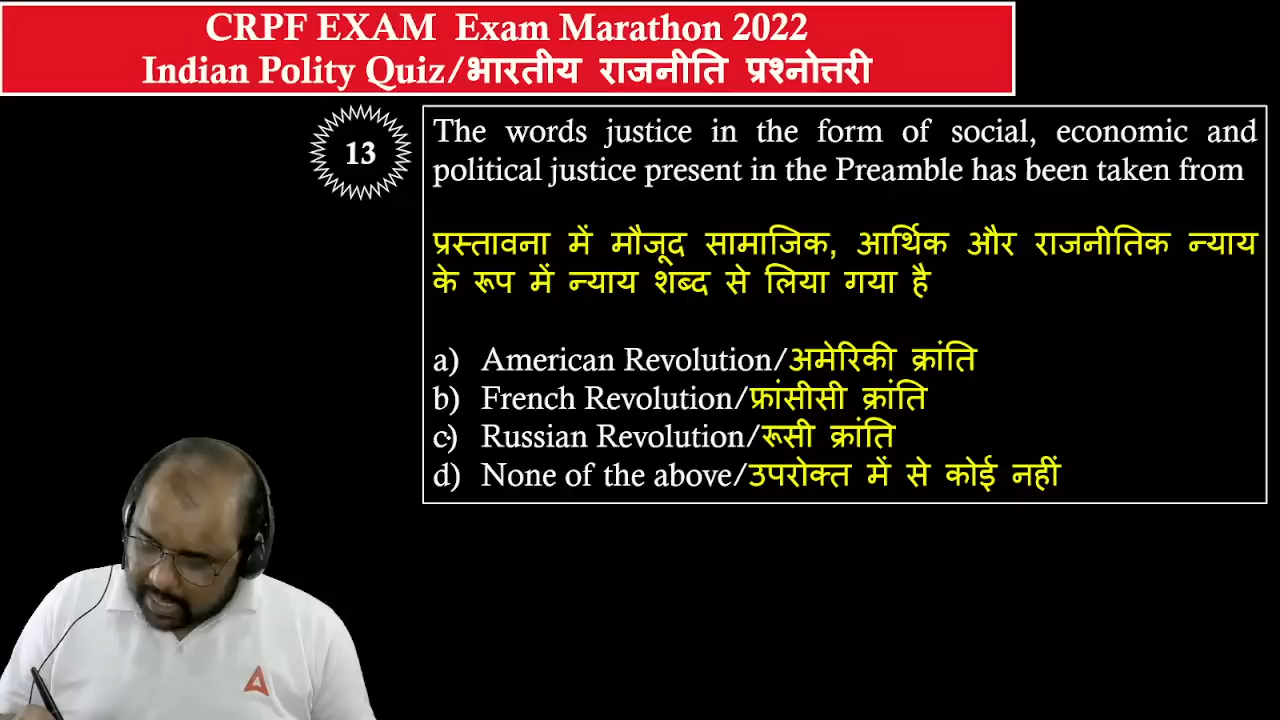 CRPF EXAM Exam Marathon 2022
Indian Polity Quiz/भारतीय राजनीति प्रश्नोत्तरी
13
The words justice in the form of social, economic and
political justice present in the Preamble has been taken from
प्रस्तावना में मौजूद सामाजिक, आर्थिक और राजनीतिक न्याय
के रूप में न्याय शब्द से लिया गया है
a) American Revolution/अमेरिकी क्रांति
b) French Revolution/फ्रांसीसी क्रांति
c) Russian Revolution/रूसी क्रांति
d) None of the above/उपरोक्त में से कोई नहीं